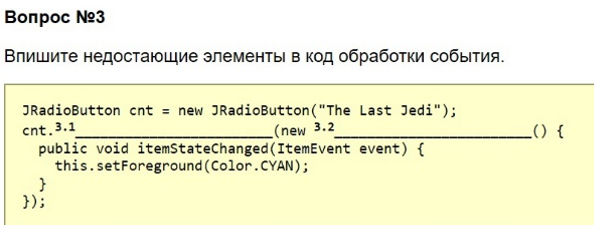 Вопрос №3
Впишите недостающие элементы в код обработки события.
JRadioButton cnt = new JRadioButton("The Last Jedi");
cnt.3.1_______________________(new 3.2_______________________() {
public void itemStateChanged(ItemEvent event) {
this.setForeground(Color.CYAN);
}
});